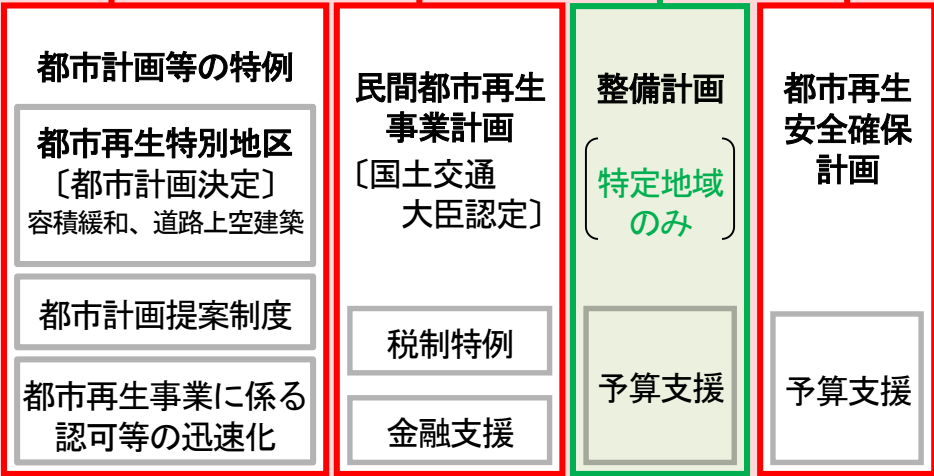 都市計画等の特例
都市再生特別地区
〔都市計画決定〕
容積緩和、道路上空建築
都市計画提案制度
都市再生事業に係る
認可等の迅速化
民間都市再生
事業計画
〔国土交通
大臣認定〕
税制特例
金融支援
整備計画
特定地域
のみ
予算支援
都市再生
安全確保
計画
予算支援